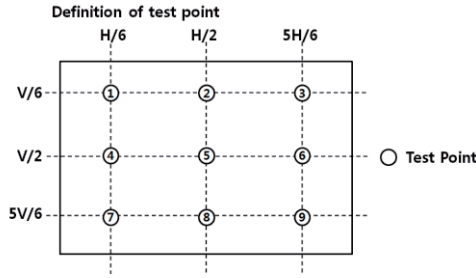 Definition of test point
H/6 H/2 5H/6
V/6 1 2 3
V/2 4 5 6 Test Point
5V/6 7 8 9